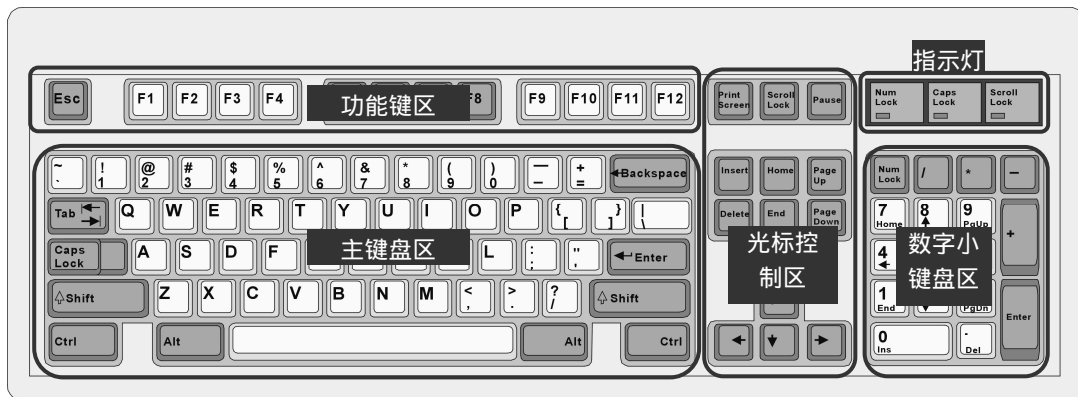 指示灯
Esc F1 F2 F3 F4 功能键区 F9 F10 F11 F12 Print Screen Scroll Lock Pause Num Lock Caps Lock Scroll Lock
~ ` ! 1 @ 2 # 3 $ 4 % 5 ^ 6 & 7 * 8 ( 9 ) 0 — – + = Backspace Insert Home Page Up Num Lock / * –
Tab Q W E R T Y U I O P { [ } ] | \ Delete End Page Down 7 Home 8 9 PgUp +
Caps Lock A S D F 主键盘区 L : ; " ' Enter 光标控制区 4 数字小键盘区
Shift Z X C V B N M < , > . ? / Shift 1 End PgDn Enter
Ctrl Alt Alt Ctrl 0 Ins . Del